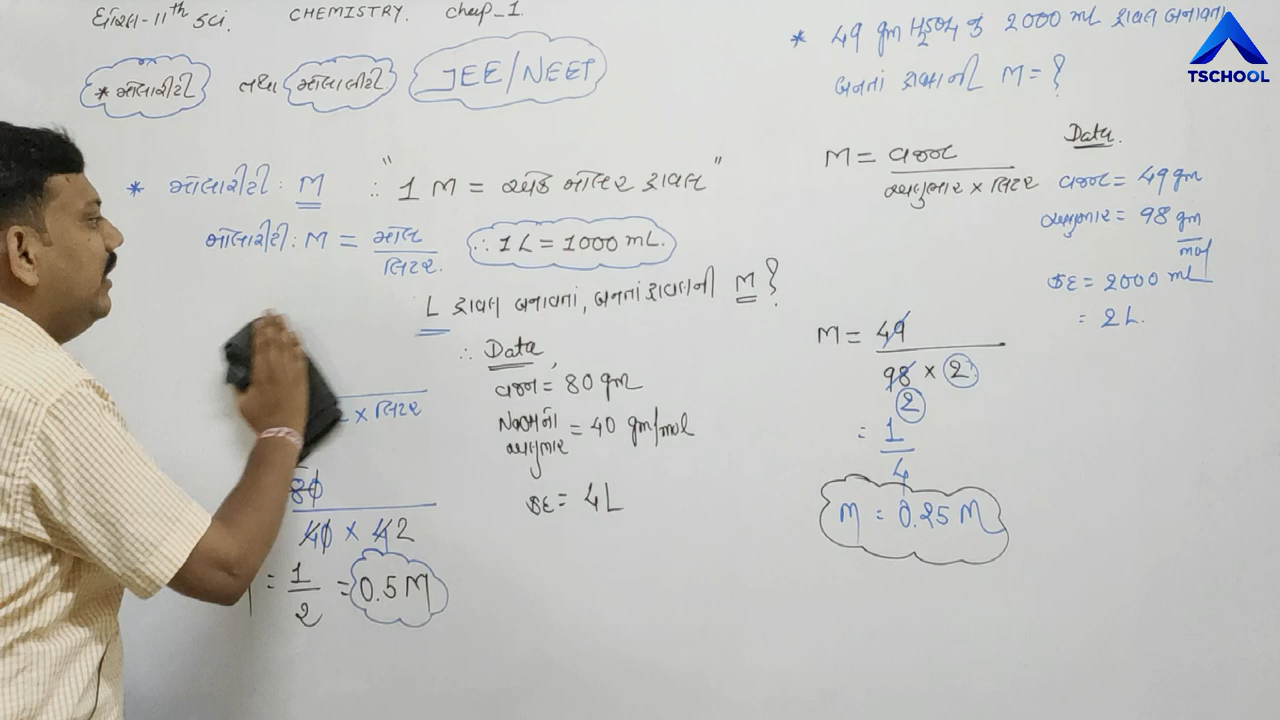 ધોરણ-11th sci. CHEMISTRY. Chap_1.
* મોલારીટી તથા મોલાલીટી JEE/NEET
* મોલારીટી: M ∴ "1 M = એક મોલર દ્રાવણ"
મોલારીટી: M = મોલ / લિટર. ∴ 1L = 1000 mL.
L દ્રાવણ બનાવતાં, બનતાં દ્રાવણની M?
∴ Data,
વજન = 80 gm
× લિટર
NaOHનો અણુભાર = 40 gm/mol
કદ = 4L
80
40 × 4 2
= 1/2 = 0.5 M
* 49 gm H2SO4 નું 2000 mL દ્રાવણ બનાવતા
બનતાં દ્રાવણની M = ?
TSCHOOL
M = વજન / અણુભાર × લિટર
Data.
વજન = 49 gm
અણુભાર = 98 gm / mol
કદ = 2000 mL
= 2L.
M = 49 / 98 × 2
2
= 1/4
M = 0.25 M